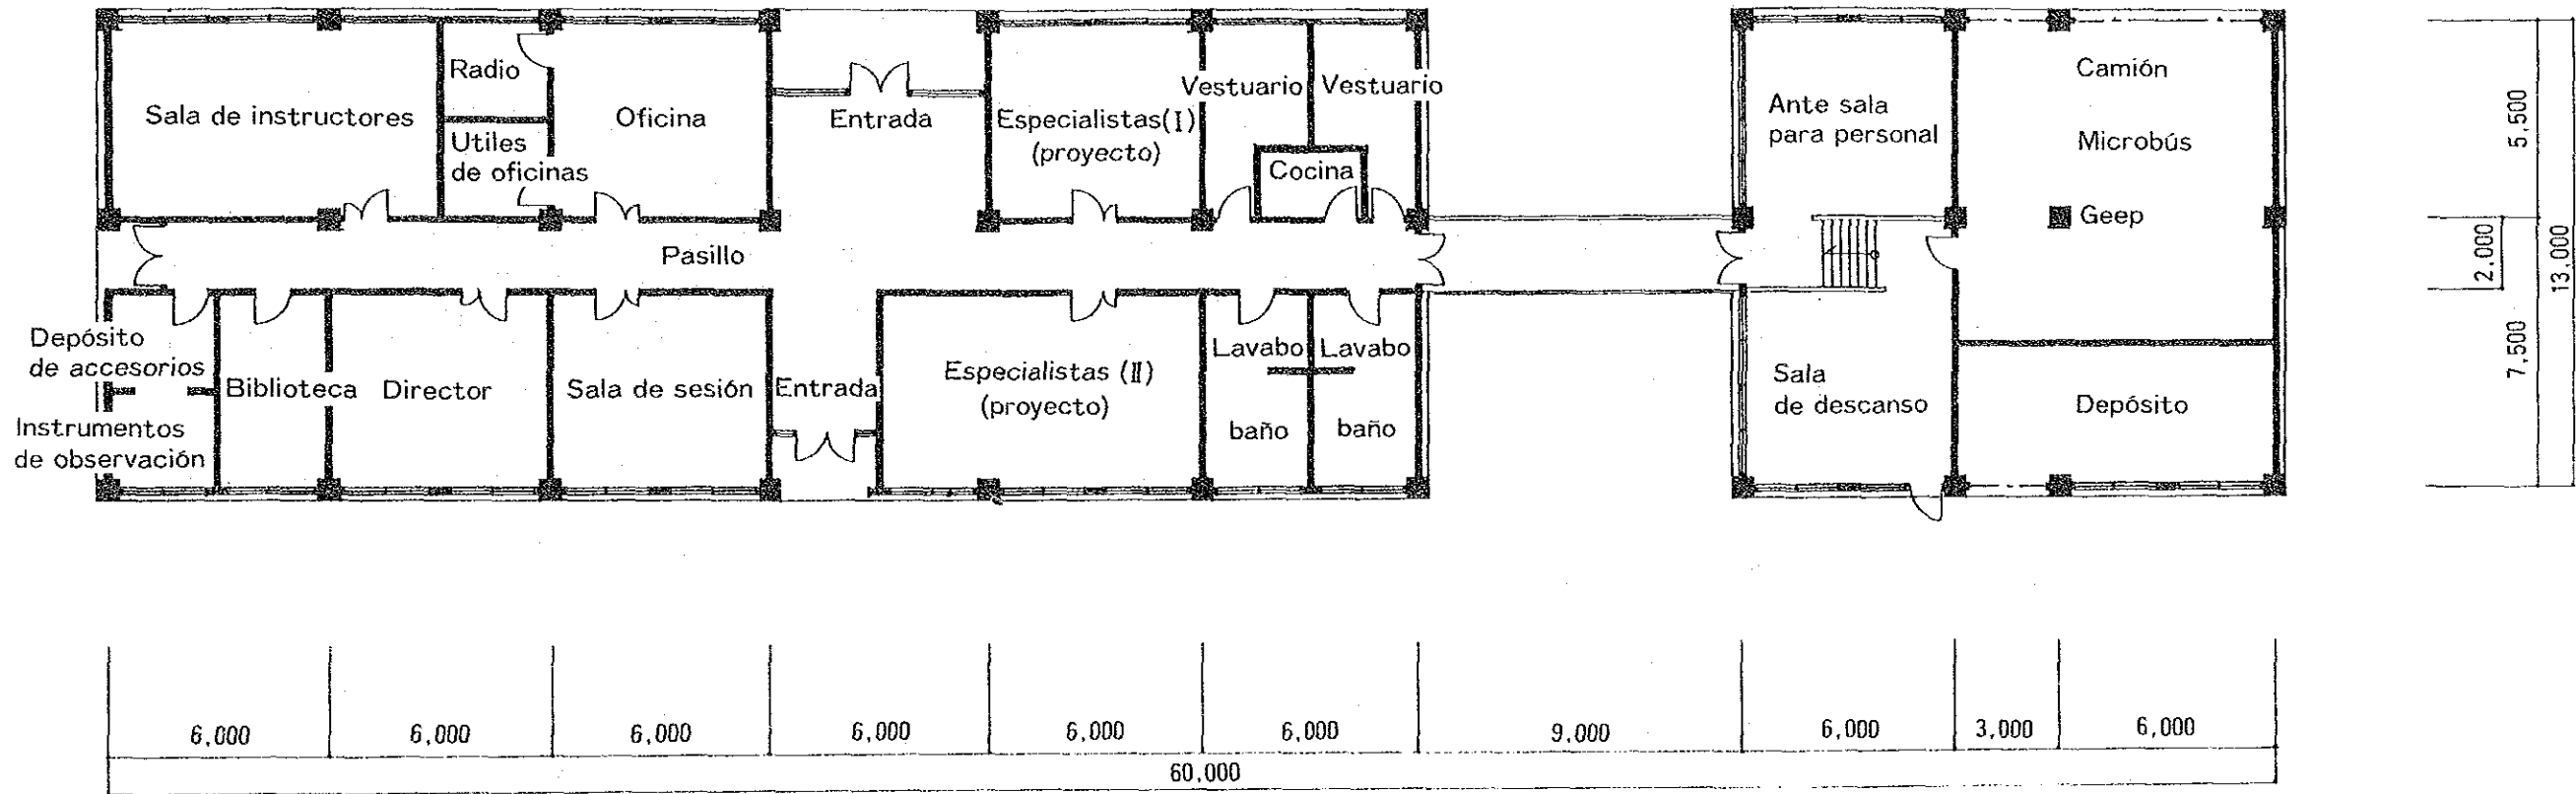 Sala de instructores
Radio
Utiles
de oficinas
Oficina
Entrada
Especialistas(I)
(proyecto)
Vestuario
Vestuario
Cocina
Ante sala
para personal
Camión
Microbús
Geep
Pasillo
Depósito
de accesorios
Instrumentos
de observación
Biblioteca
Director
Sala de sesión
Entrada
Especialistas (II)
(proyecto)
Lavabo
Lavabo
baño
baño
Sala
de descanso
Depósito
5,500
2,000
13,000
7,500
6,000
6,000
6,000
6,000
6,000
6,000
9,000
6,000
3,000
6,000
60,000